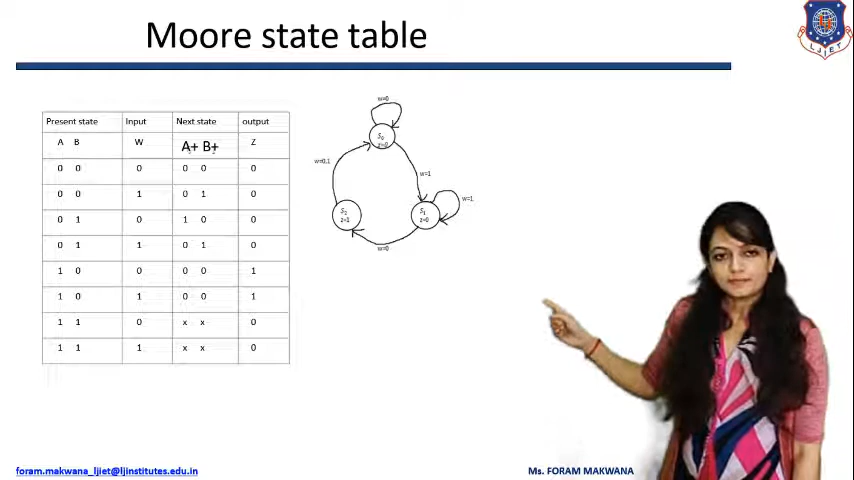 Moore state table
LJIET
Present state Input Next state output
A B W A+ B+ Z
0 0 0 0 0 0
0 0 1 0 1 0
0 1 0 1 0 0
0 1 1 0 1 0
1 0 0 0 0 1
1 0 1 0 0 1
1 1 0 x x 0
1 1 1 x x 0
w=0
S0
z=0
w=0,1
w=1
S2
z=1
S1
z=0
w=1
w=0
foram.makwana_ljiet@ljinstitutes.edu.in
Ms. FORAM MAKWANA